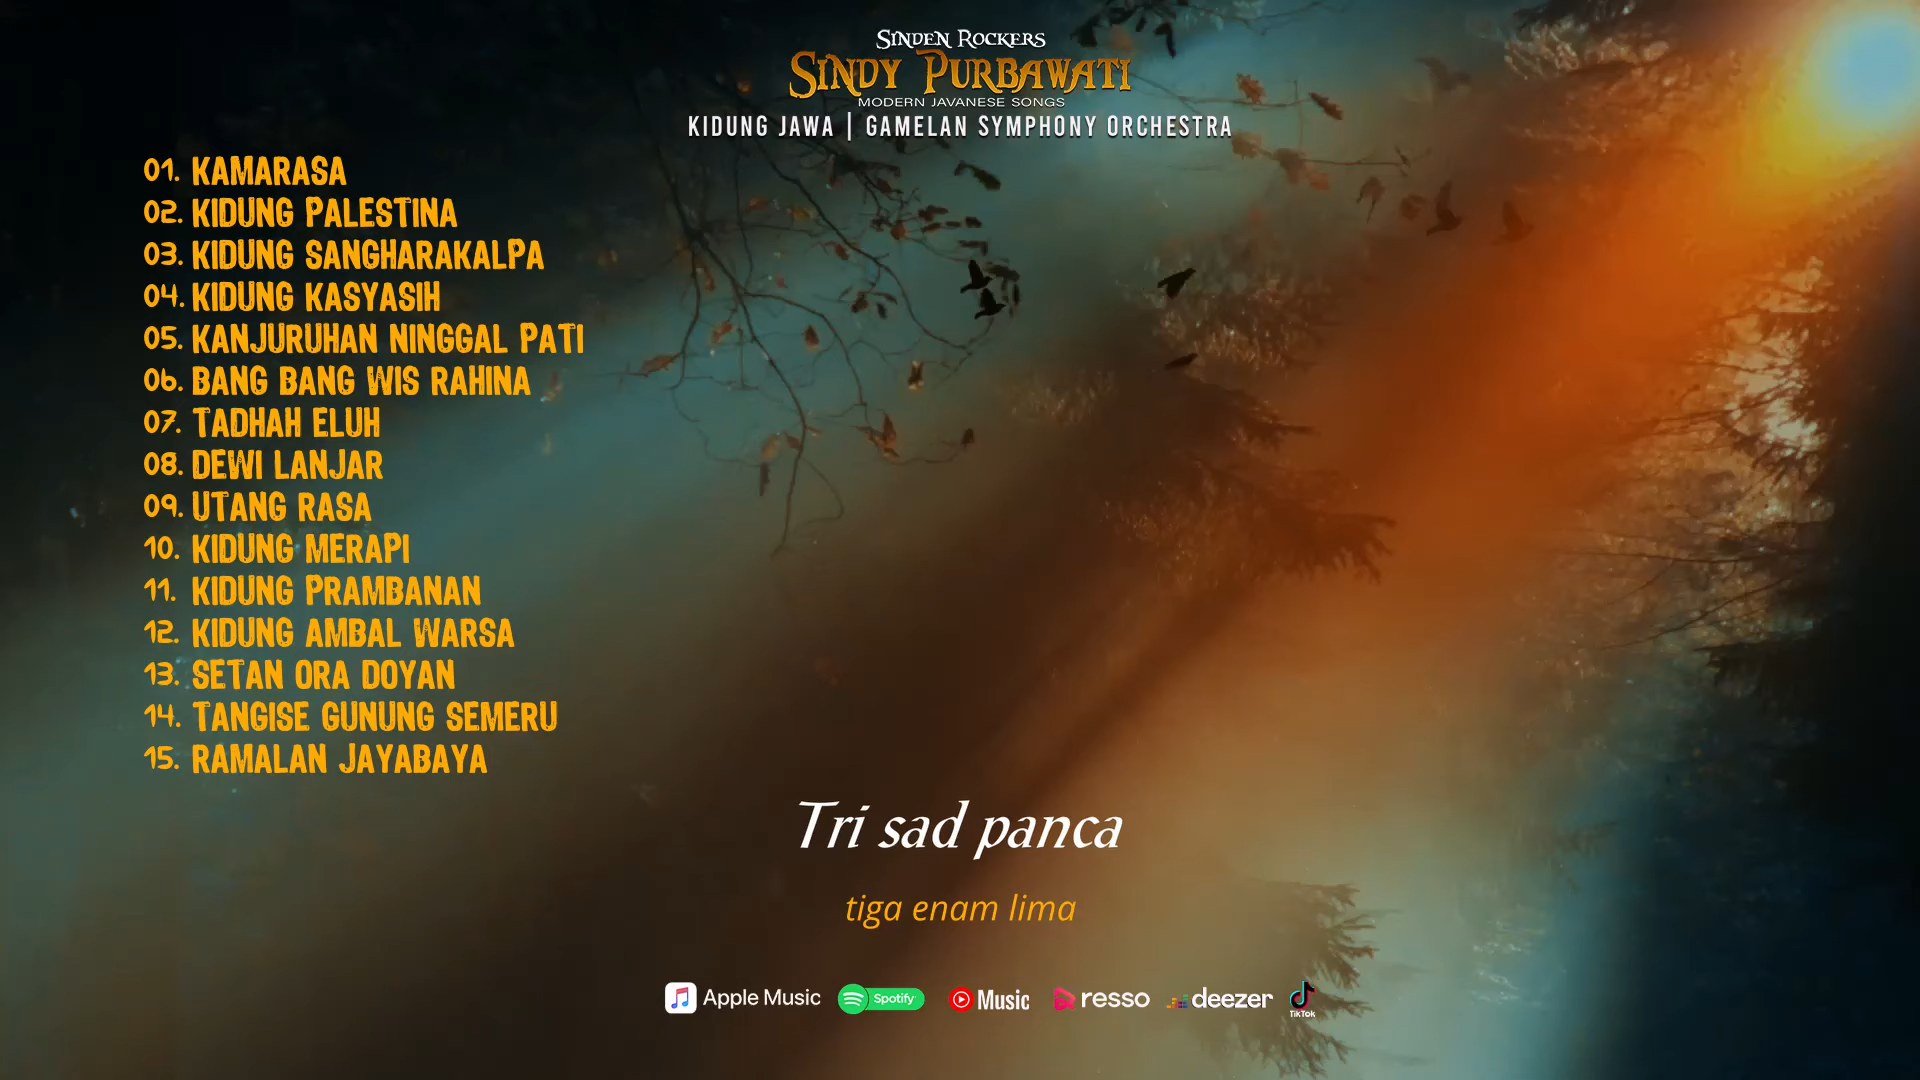 SINDEN ROCKERS
SINDY PURBAWATI
MODERN JAVANESE SONGS
KIDUNG JAWA | GAMELAN SYMPHONY ORCHESTRA
01. KAMARASA
02. KIDUNG PALESTINA
03. KIDUNG SANGHARAKALPA
04. KIDUNG KASYASIH
05. KANJURUHAN NINGGAL PATI
06. BANG BANG WIS RAHINA
07. TADHAH ELUH
08. DEWI LANJAR
09. UTANG RASA
10. KIDUNG MERAPI
11. KIDUNG PRAMBANAN
12. KIDUNG AMBAL WARSA
13. SETAN ORA DOYAN
14. TANGISE GUNUNG SEMERU
15. RAMALAN JAYABAYA
Tri sad panca
tiga enam lima
Apple Music Spotify Music resso deezer TikTok